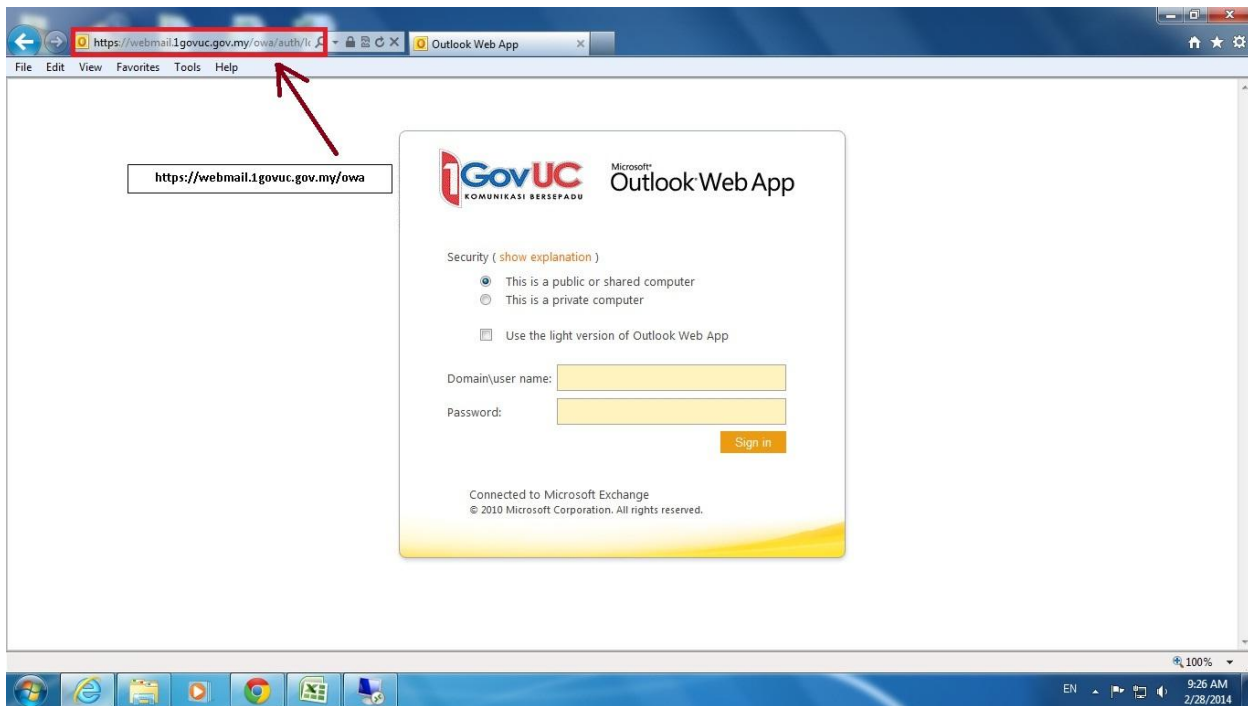 https://webmail.1govuc.gov.my/owa/auth/lo
Outlook Web App
File Edit View Favorites Tools Help
https://webmail.1govuc.gov.my/owa
1GovUC
KOMUNIKASI BERSEPADU
Microsoft
Outlook Web App
Security ( show explanation )
This is a public or shared computer
This is a private computer
Use the light version of Outlook Web App
Domain\user name:
Password:
Sign in
Connected to Microsoft Exchange
© 2010 Microsoft Corporation. All rights reserved.
100%
EN
9:26 AM
2/28/2014